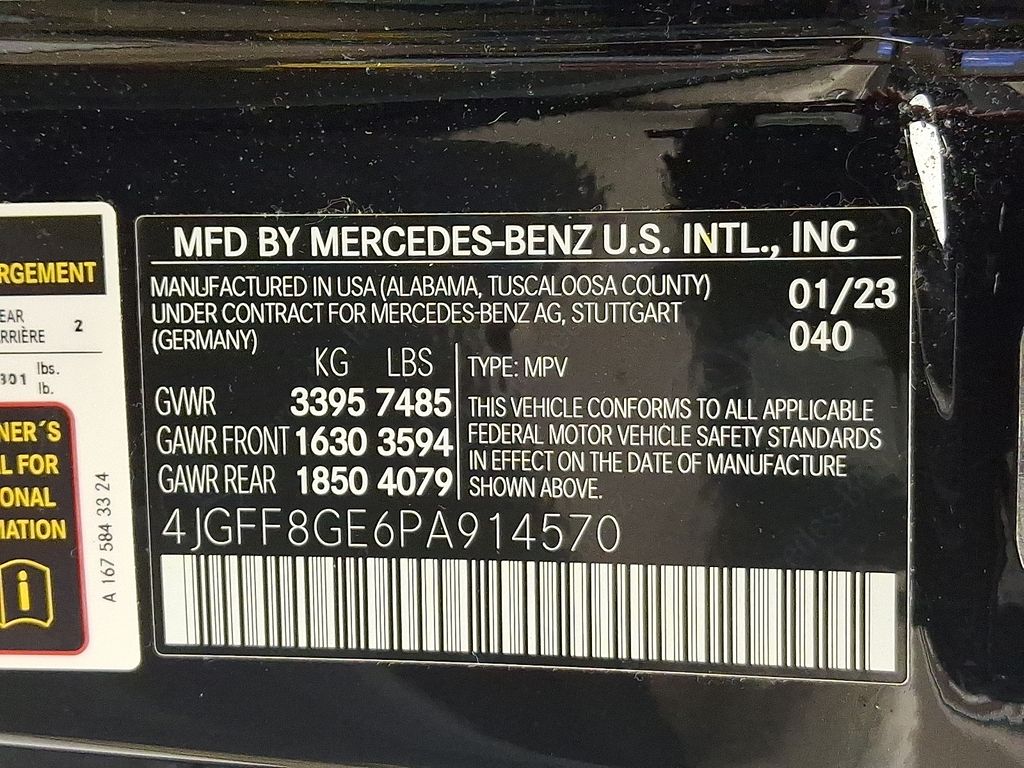 RGEMENT
EAR
RRIÈRE 2
301 lbs.
lb.
NER´S
L FOR
ONAL
MATION
A 167 584 33 24
MFD BY MERCEDES-BENZ U.S. INTL., INC
MANUFACTURED IN USA (ALABAMA, TUSCALOOSA COUNTY)
UNDER CONTRACT FOR MERCEDES-BENZ AG, STUTTGART
(GERMANY)
01/23
040
KG LBS
GVWR 3395 7485
GAWR FRONT 1630 3594
GAWR REAR 1850 4079
TYPE: MPV
THIS VEHICLE CONFORMS TO ALL APPLICABLE
FEDERAL MOTOR VEHICLE SAFETY STANDARDS
IN EFFECT ON THE DATE OF MANUFACTURE
SHOWN ABOVE.
4JGFF8GE6PA914570